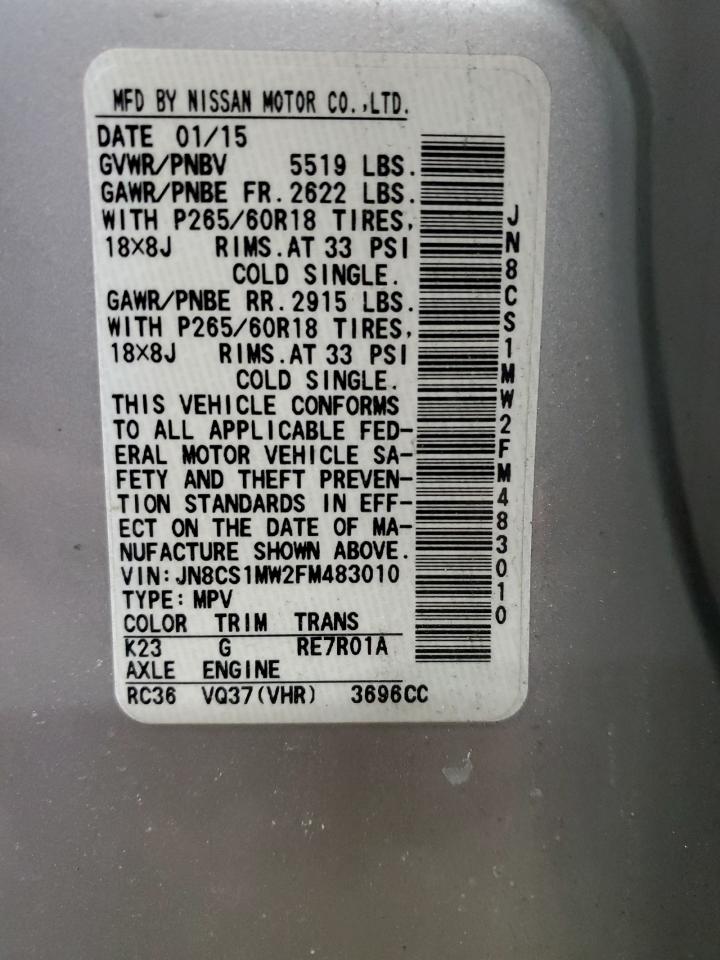 MFD BY NISSAN MOTOR CO.,LTD.
DATE 01/15
GVWR/PNBV 5519 LBS.
GAWR/PNBE FR. 2622 LBS.
WITH P265/60R18 TIRES,
18X8J RIMS.AT 33 PSI
COLD SINGLE.
GAWR/PNBE RR. 2915 LBS.
WITH P265/60R18 TIRES,
18X8J RIMS.AT 33 PSI
COLD SINGLE.
THIS VEHICLE CONFORMS
TO ALL APPLICABLE FED-
ERAL MOTOR VEHICLE SA-
FETY AND THEFT PREVEN-
TION STANDARDS IN EFF-
ECT ON THE DATE OF MA-
NUFACTURE SHOWN ABOVE.
VIN:JN8CS1MW2FM483010
TYPE:MPV
COLOR TRIM TRANS
K23 G RE7R01A
AXLE ENGINE
RC36 VQ37(VHR) 3696CC
JN8CS1MW2FM483010